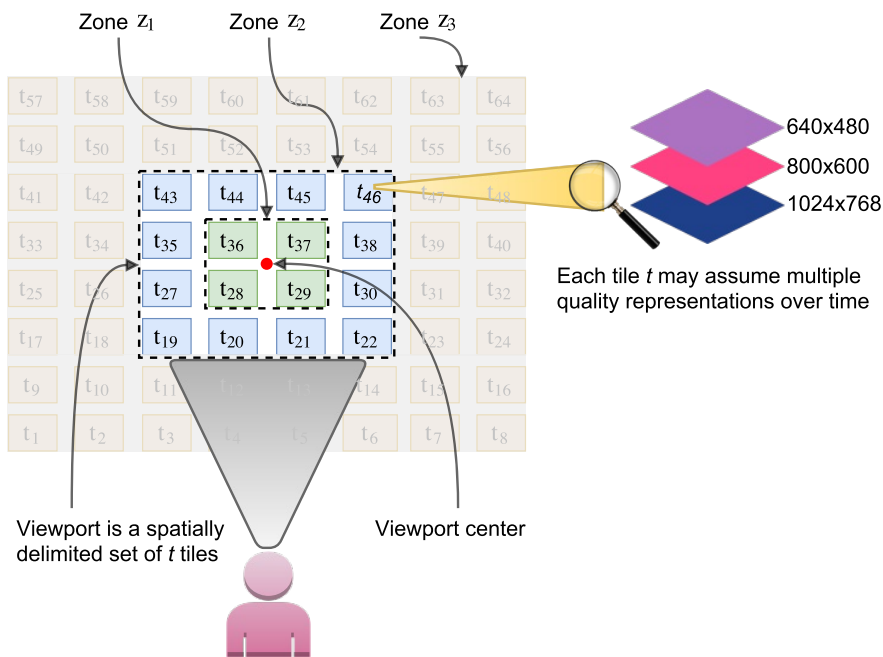 Zone z1 Zone z2 Zone z3
t57 t58 t59 t60 t61 t62 t63 t64
t49 t50 t51 t52 t53 t54 t55 t56
t41 t42 t43 t44 t45 t46 t47 t48
t33 t34 t35 t36 t37 t38 t39 t40
t25 t26 t27 t28 t29 t30 t31 t32
t17 t18 t19 t20 t21 t22 t23 t24
t9 t10 t11 t12 t13 t14 t15 t16
t1 t2 t3 t4 t5 t6 t7 t8
640x480
800x600
1024x768
Each tile t may assume multiple
quality representations over time
Viewport is a spatially
delimited set of t tiles
Viewport center